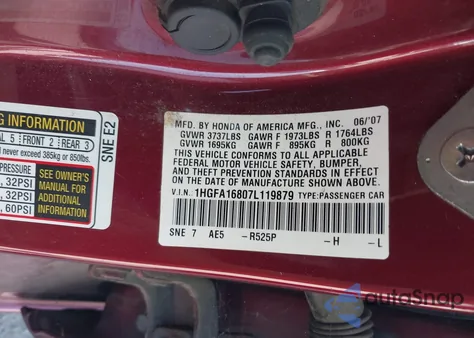 G INFORMATION
AL 5 | FRONT 2 | REAR 3
d never exceed 385kg or 850lbs.
PRESSURE
, 32PSI
, 32PSI
, 60PSI
SEE OWNER'S
MANUAL FOR
ADDITIONAL
INFORMATION
SNE E2
MFD. BY HONDA OF AMERICA MFG., INC. 06/'07
GVWR 3737LBS GAWR F 1973LBS R 1764LBS
GVWR 1695KG GAWR F 895KG R 800KG
THIS VEHICLE CONFORMS TO ALL APPLICABLE
FEDERAL MOTOR VEHICLE SAFETY, BUMPER,
AND THEFT PREVENTION STANDARDS IN EFFECT ON
THE DATE OF MANUFACTURE SHOWN ABOVE.
V.I.N. 1HGFA16807L119879 TYPE:PASSENGER CAR
SNE 7 AE5 -R525P -H -L
autoSnap